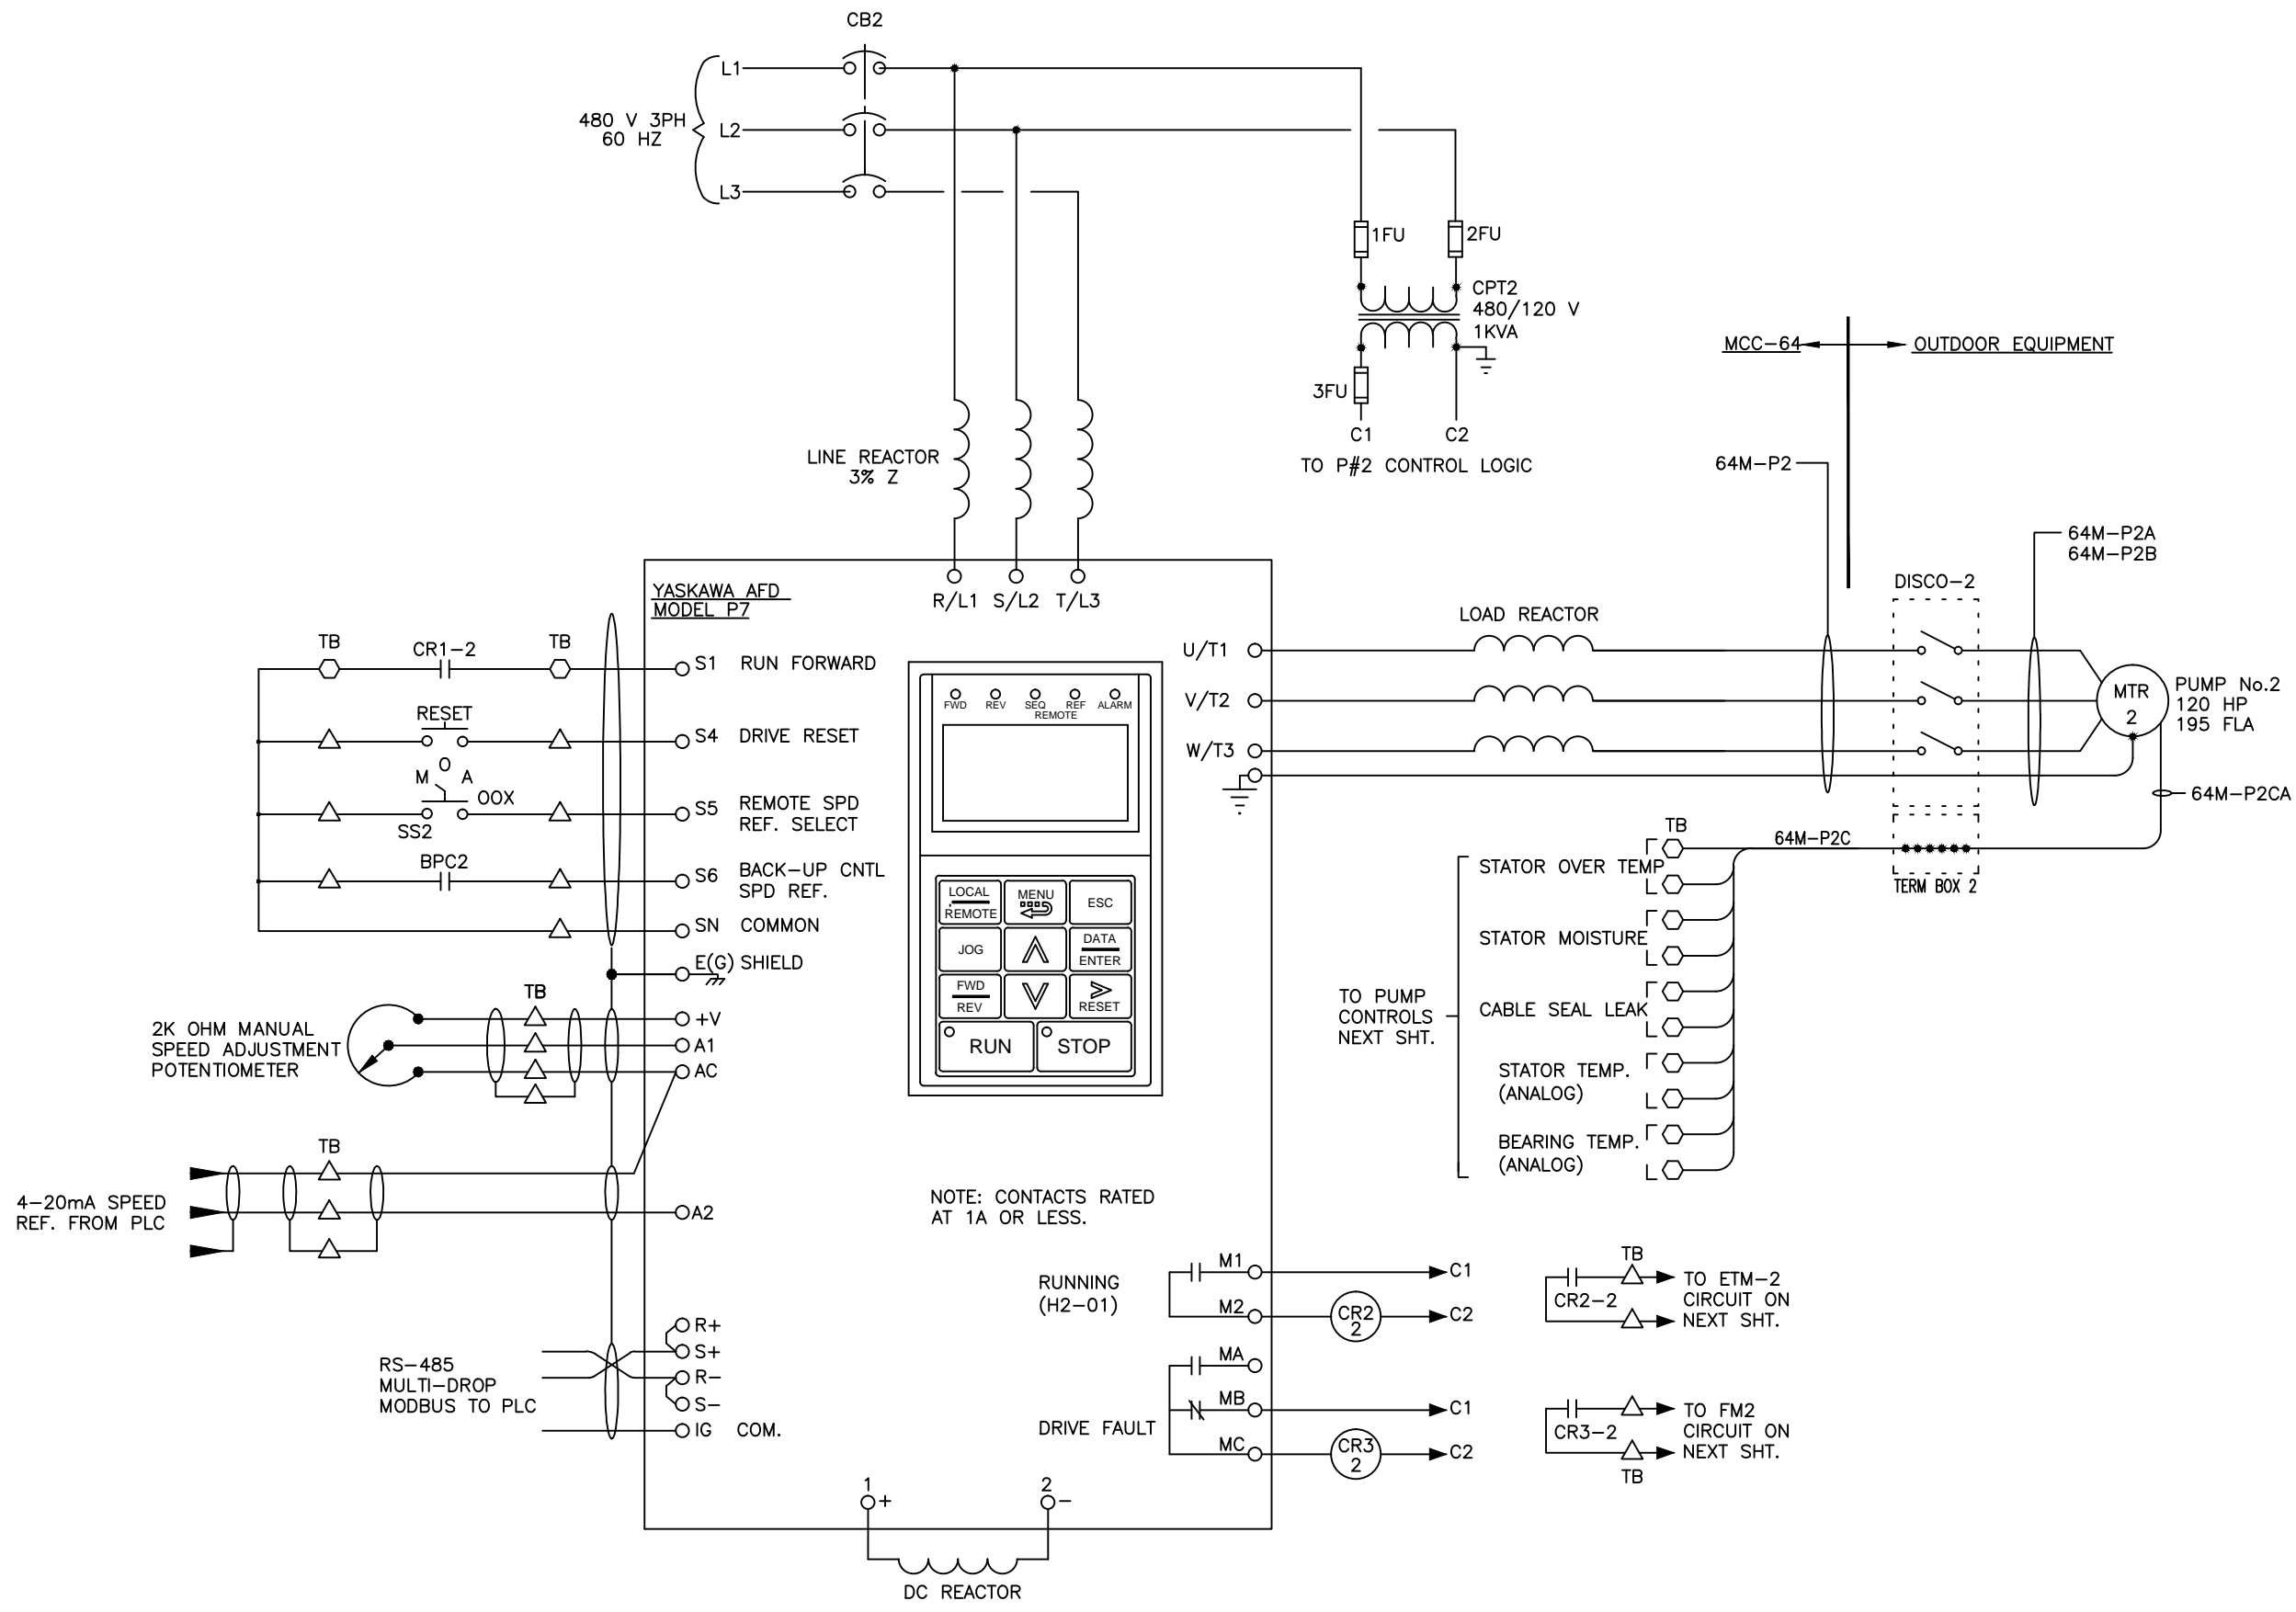 CB2
L1
480 V 3PH
60 HZ
L2
L3
1FU
2FU
CPT2
480/120 V
1KVA
3FU
C1
C2
TO P#2 CONTROL LOGIC
MCC-64
OUTDOOR EQUIPMENT
LINE REACTOR
3% Z
64M-P2
64M-P2A
64M-P2B
DISCO-2
YASKAWA AFD
MODEL P7
R/L1 S/L2 T/L3
LOAD REACTOR
U/T1
V/T2
W/T3
MTR
2
PUMP No.2
120 HP
195 FLA
64M-P2CA
TB
CR1-2
TB
S1 RUN FORWARD
RESET
S4 DRIVE RESET
M O A
OOX
SS2
S5 REMOTE SPD
REF. SELECT
BPC2
S6 BACK-UP CNTL
SPD REF.
SN COMMON
E(G) SHIELD
FWD REV SEQ REF ALARM
REMOTE
LOCAL
REMOTE
MENU
ESC
JOG
DATA
ENTER
FWD
REV
RESET
RUN
STOP
TB
64M-P2C
TERM BOX 2
STATOR OVER TEMP
STATOR MOISTURE
CABLE SEAL LEAK
STATOR TEMP.
(ANALOG)
BEARING TEMP.
(ANALOG)
TO PUMP
CONTROLS
NEXT SHT.
2K OHM MANUAL
SPEED ADJUSTMENT
POTENTIOMETER
TB
+V
A1
AC
TB
4-20mA SPEED
REF. FROM PLC
A2
NOTE: CONTACTS RATED
AT 1A OR LESS.
RUNNING
(H2-01)
M1
C1
M2
CR2
2
C2
MA
MB
C1
DRIVE FAULT
MC
CR3
2
C2
TB
CR2-2
TO ETM-2
CIRCUIT ON
NEXT SHT.
CR3-2
TB
TO FM2
CIRCUIT ON
NEXT SHT.
RS-485
MULTI-DROP
MODBUS TO PLC
R+
S+
R-
S-
IG COM.
1
+
2
-
DC REACTOR